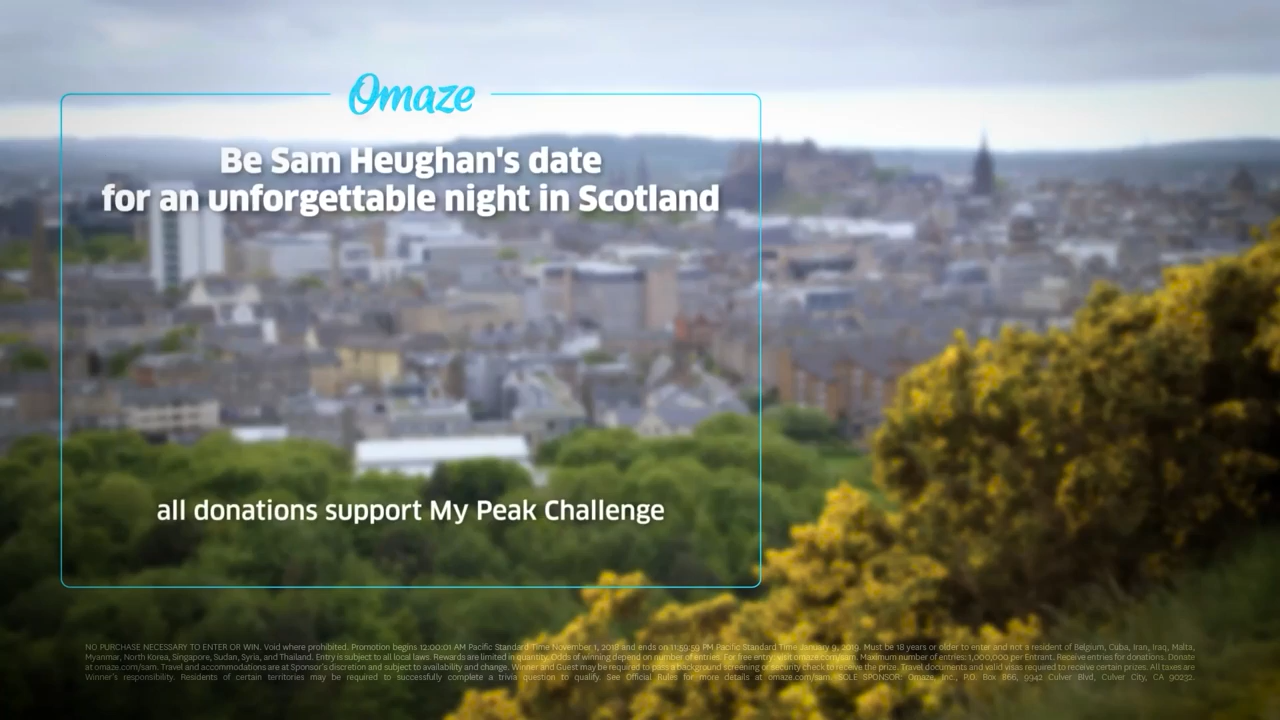 Omaze
Be Sam Heughan's date
for an unforgettable night in Scotland
all donations support My Peak Challenge
NO PURCHASE NECESSARY TO ENTER OR WIN. Void where prohibited. Promotion begins 12:00:01 AM Pacific Standard Time November 1, 2018 and ends on 11:59:59 PM Pacific Standard Time January 9, 2019. Must be 18 years or older to enter and not a resident of Belgium, Cuba, Iran, Iraq, Malta,
Myanmar, North Korea, Singapore, Sudan, Syria, and Thailand. Entry is subject to all local laws. Rewards are limited in quantity. Odds of winning depend on number of entries. For free entry, visit omaze.com/sam. Maximum number of entries: 1,000,000 per Entrant. Receive entries for donations. Donate
at omaze.com/sam. Travel and accommodations are at Sponsor's discretion and subject to availability and change. Winner and Guest may be required to pass a background screening or security check to receive the prize. Travel documents and valid visas required to receive certain prizes. All taxes are
Winner's responsibility. Residents of certain territories may be required to successfully complete a trivia question to qualify. See Official Rules for more details at omaze.com/sam. SOLE SPONSOR: Omaze, Inc., P.O. Box 866, 9942 Culver Blvd, Culver City, CA 90232.